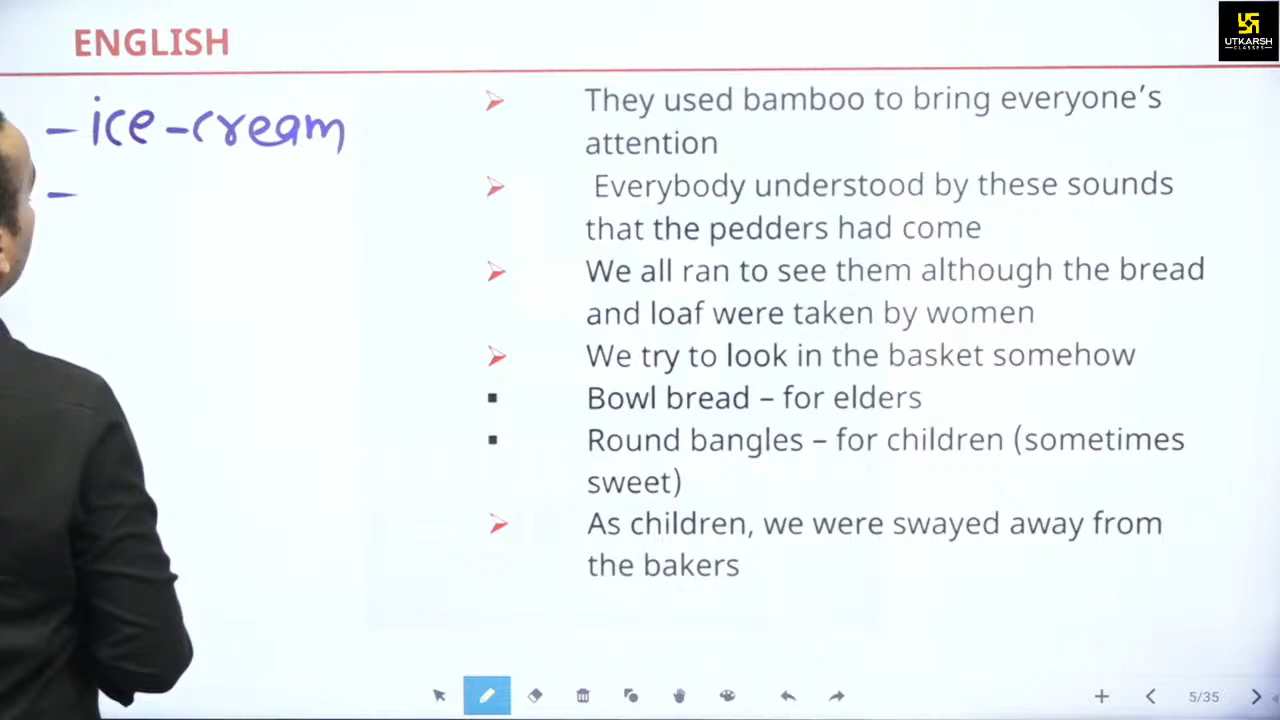 ENGLISH
UTKARSH
CLASSES
- ice-cream
-
They used bamboo to bring everyone’s
attention
Everybody understood by these sounds
that the pedders had come
We all ran to see them although the bread
and loaf were taken by women
We try to look in the basket somehow
Bowl bread – for elders
Round bangles – for children (sometimes
sweet)
As children, we were swayed away from
the bakers
5/35